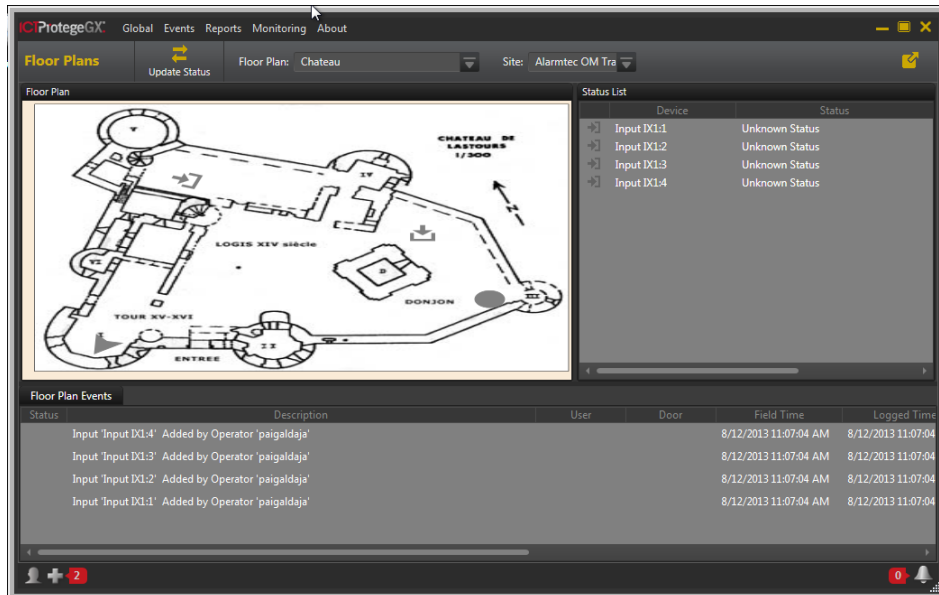 ICT ProtegeGX Global Events Reports Monitoring About
Floor Plans Update Status Floor Plan: Chateau Site: Alarmtec OM Tra
Floor Plan
V
CHATEAU DE
LASTOURS
1/300
IV
N
LOGIS XIV siècle
VI
D
III
DONJON
TOUR XV-XVI
I
II
ENTREE
Status List
Device Status
Input IX1:1 Unknown Status
Input IX1:2 Unknown Status
Input IX1:3 Unknown Status
Input IX1:4 Unknown Status
Floor Plan Events
Status Description User Door Field Time Logged Time
Input 'Input IX1:4' Added by Operator 'paigaldaja' 8/12/2013 11:07:04 AM 8/12/2013 11:07:04
Input 'Input IX1:3' Added by Operator 'paigaldaja' 8/12/2013 11:07:04 AM 8/12/2013 11:07:04
Input 'Input IX1:2' Added by Operator 'paigaldaja' 8/12/2013 11:07:04 AM 8/12/2013 11:07:04
Input 'Input IX1:1' Added by Operator 'paigaldaja' 8/12/2013 11:07:04 AM 8/12/2013 11:07:04
2 0